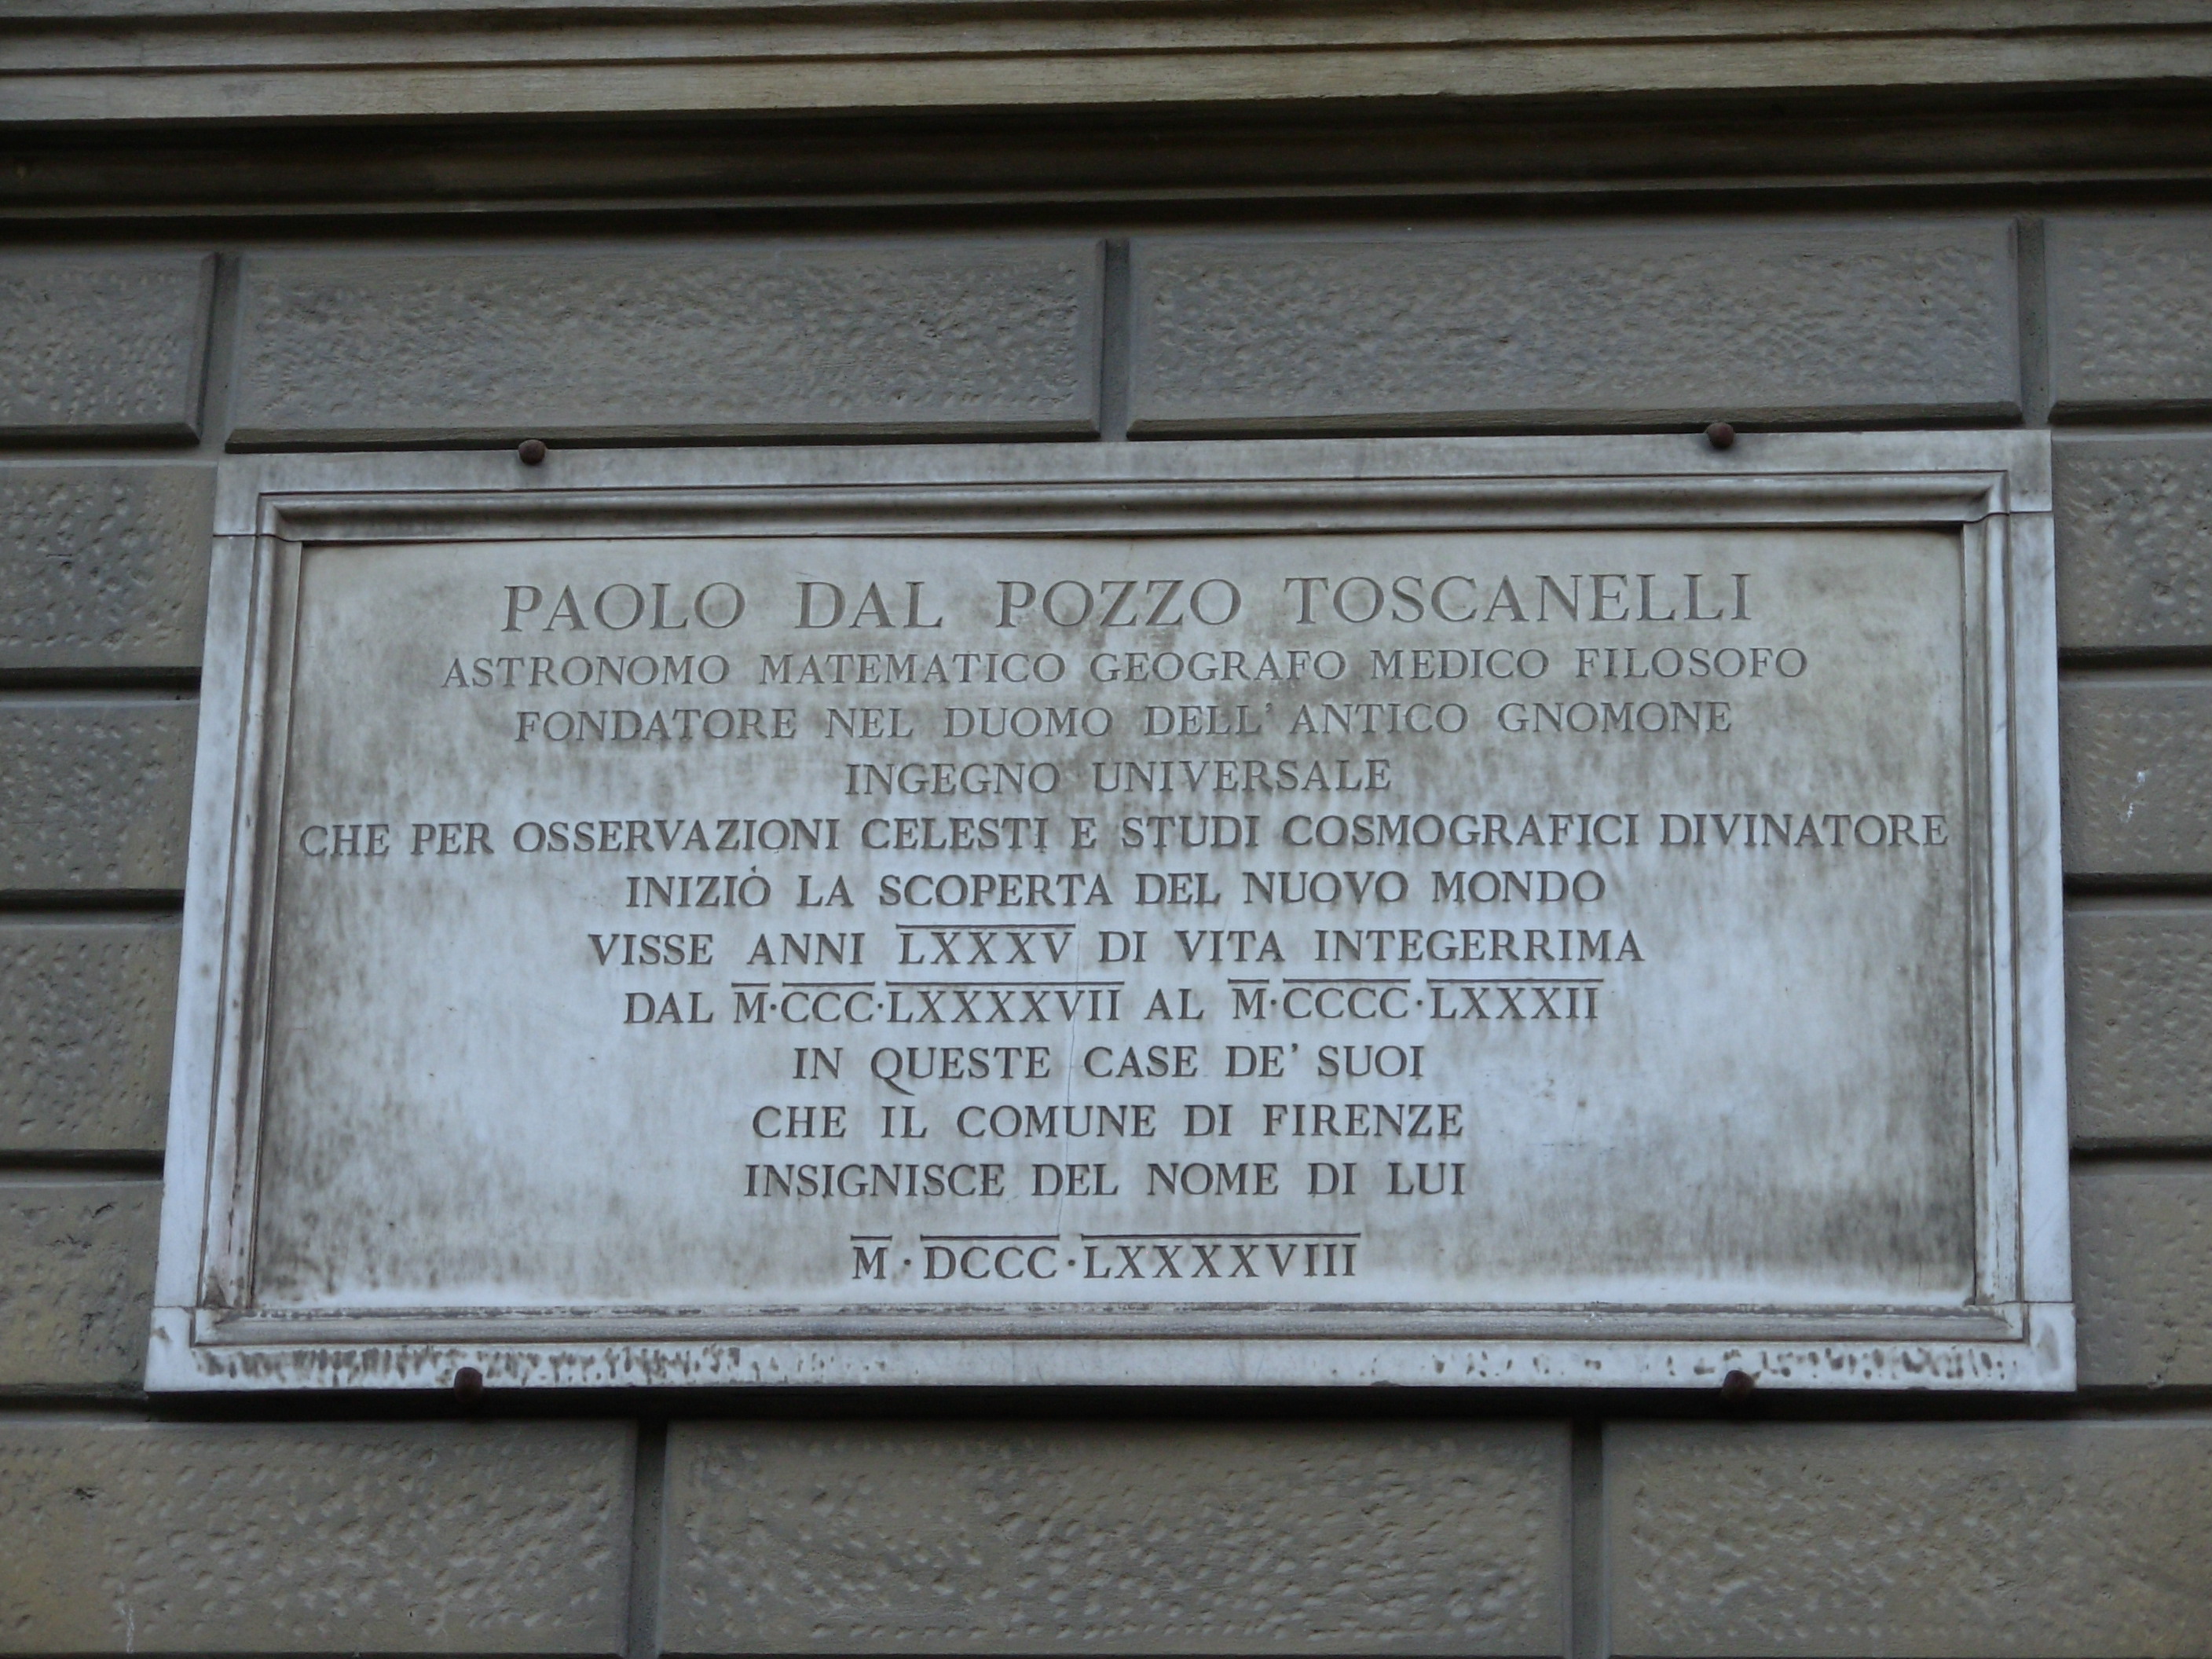 PAOLO DAL POZZO TOSCANELLI
ASTRONOMO MATEMATICO GEOGRAFO MEDICO FILOSOFO
FONDATORE NEL DUOMO DELL' ANTICO GNOMONE
INGEGNO UNIVERSALE
CHE PER OSSERVAZIONI CELESTI E STUDI COSMOGRAFICI DIVINATORE
INIZIÒ LA SCOPERTA DEL NUOVO MONDO
VISSE ANNI LXXXV DI VITA INTEGERRIMA
DAL M·CCC·LXXXXVII AL M·CCCC·LXXXII
IN QUESTE CASE DE' SUOI
CHE IL COMUNE DI FIRENZE
INSIGNISCE DEL NOME DI LUI
M·DCCC·LXXXXVIII